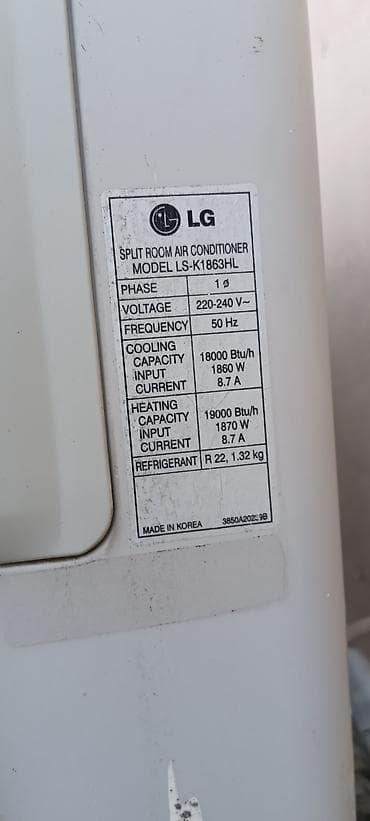 LG
SPLIT ROOM AIR CONDITIONER
MODEL LS-K1863HL
PHASE 1 ø
VOLTAGE 220-240 V~
FREQUENCY 50 Hz
COOLING
CAPACITY 18000 Btu/h
INPUT 1860 W
CURRENT 8.7 A
HEATING
CAPACITY 19000 Btu/h
INPUT 1870 W
CURRENT 8.7 A
REFRIGERANT R 22, 1.32 kg
MADE IN KOREA